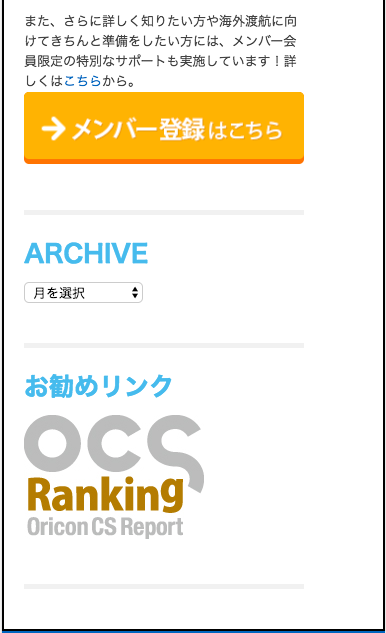 また、さらに詳しく知りたい方や海外渡航に向
けてきちんと準備をしたい方には、メンバー会
員限定の特別なサポートも実施しています！詳
しくはこちらから。
メンバー登録はこちら
ARCHIVE
月を選択
お勧めリンク
ocs
Ranking
Oricon CS Report